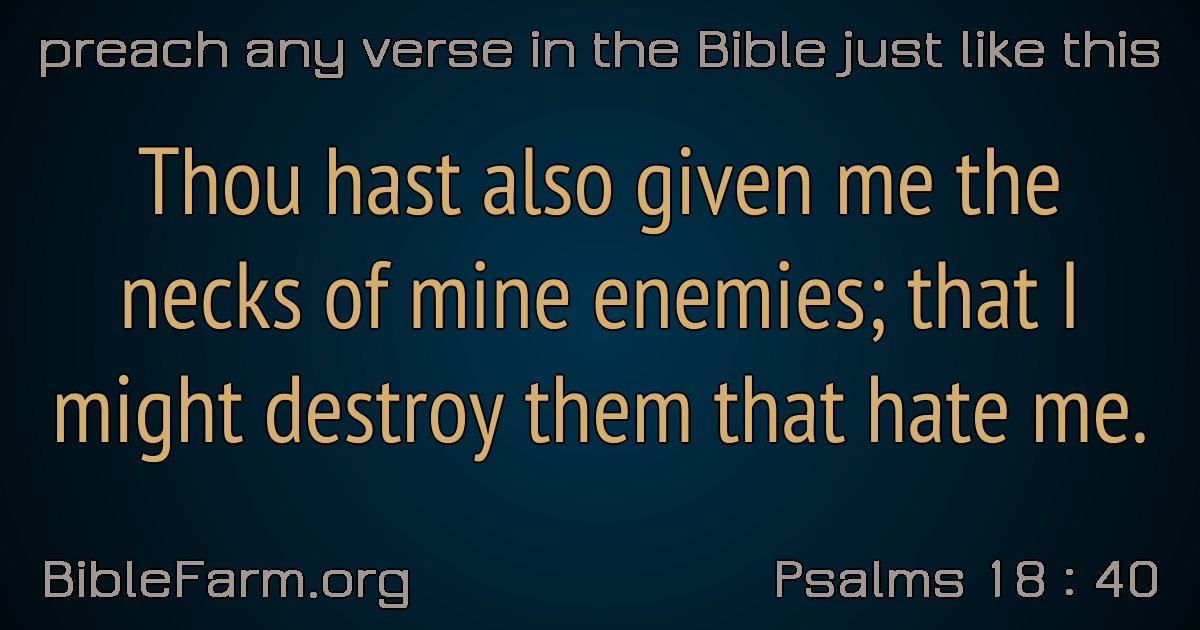 preach any verse in the Bible just like this
Thou hast also given me the
necks of mine enemies; that I
might destroy them that hate me.
BibleFarm.org
Psalms 18 : 40